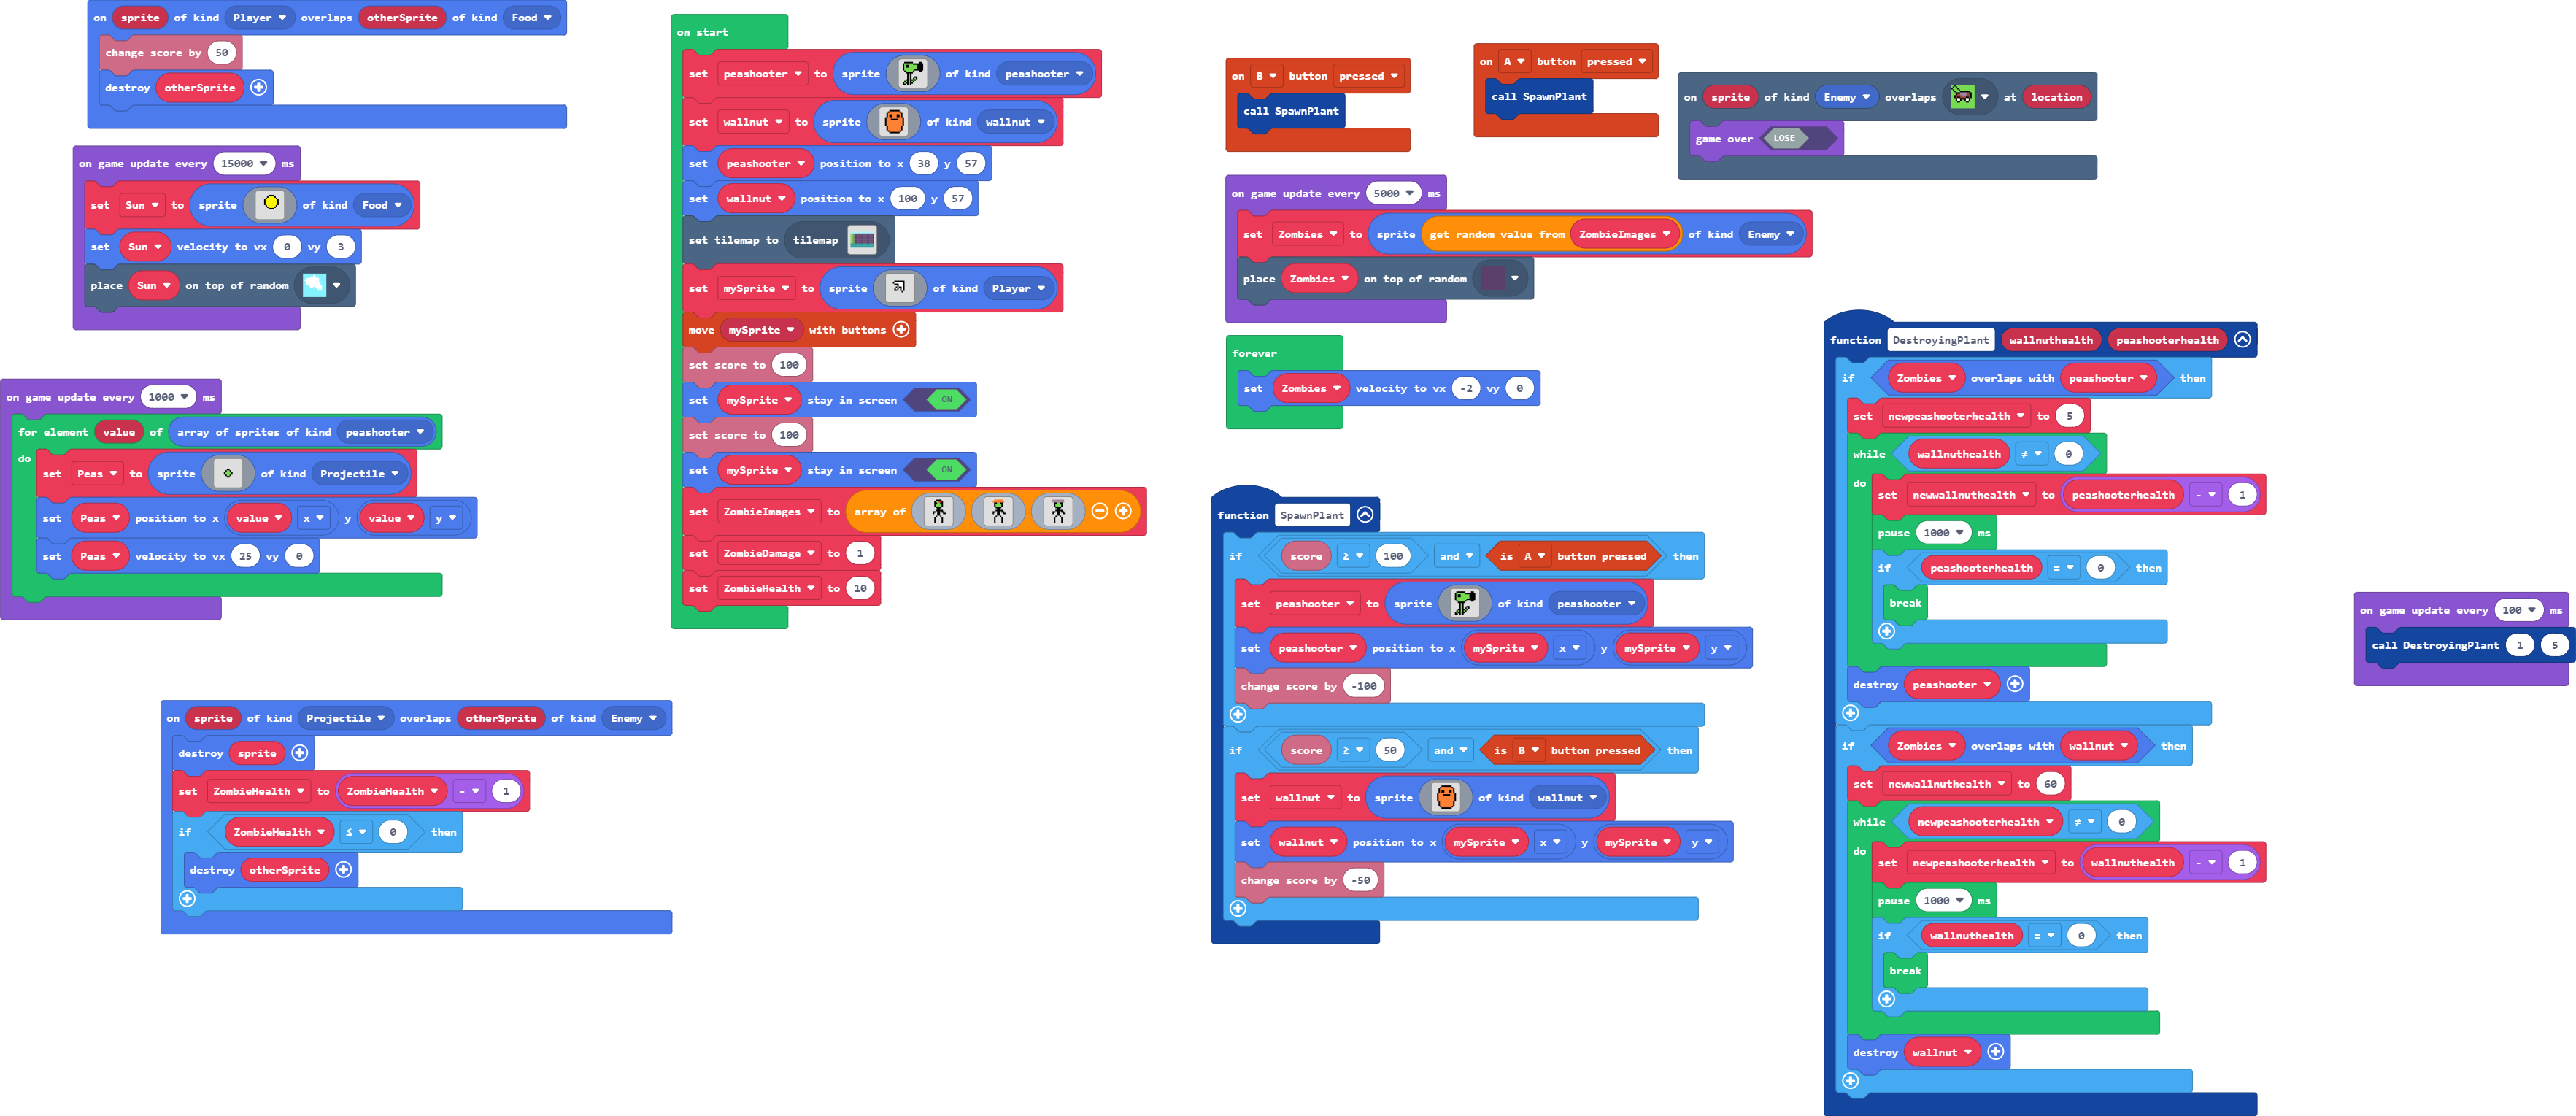 on sprite of kind Player overlaps otherSprite of kind Food
change score by 50
destroy otherSprite
on game update every 15000 ms
set Sun to sprite of kind Food
set Sun velocity to vx 0 vy 3
place Sun on top of random
on game update every 1000 ms
for element value of array of sprites of kind peashooter
do
set Peas to sprite of kind Projectile
set Peas position to x value x y value y
set Peas velocity to vx 25 vy 0
on sprite of kind Projectile overlaps otherSprite of kind Enemy
destroy sprite
set ZombieHealth to ZombieHealth - 1
if ZombieHealth ≤ 0 then
destroy otherSprite
on start
set peashooter to sprite of kind peashooter
set wallnut to sprite of kind wallnut
set peashooter position to x 38 y 57
set wallnut position to x 100 y 57
set tilemap to tilemap
set mySprite to sprite of kind Player
move mySprite with buttons
set score to 100
set mySprite stay in screen ON
set score to 100
set mySprite stay in screen ON
set ZombieImages to array of
set ZombieDamage to 1
set ZombieHealth to 10
on B button pressed
call SpawnPlant
on A button pressed
call SpawnPlant
on sprite of kind Enemy overlaps at location
game over LOSE
on game update every 5000 ms
set Zombies to sprite get random value from ZombieImages of kind Enemy
place Zombies on top of random
forever
set Zombies velocity to vx -2 vy 0
function SpawnPlant
if score ≥ 100 and is A button pressed then
set peashooter to sprite of kind peashooter
set peashooter position to x mySprite x y mySprite y
change score by -100
if score ≥ 50 and is B button pressed then
set wallnut to sprite of kind wallnut
set wallnut position to x mySprite x y mySprite y
change score by -50
function DestroyingPlant wallnuthealth peashooterhealth
if Zombies overlaps with peashooter then
set newpeashooterhealth to 5
while wallnuthealth ≠ 0
do
set newwallnuthealth to peashooterhealth - 1
pause 1000 ms
if peashooterhealth = 0 then
break
destroy peashooter
if Zombies overlaps with wallnut then
set newwallnuthealth to 60
while newpeashooterhealth ≠ 0
do
set newpeashooterhealth to wallnuthealth - 1
pause 1000 ms
if wallnuthealth = 0 then
break
destroy wallnut
on game update every 100 ms
call DestroyingPlant 1 5